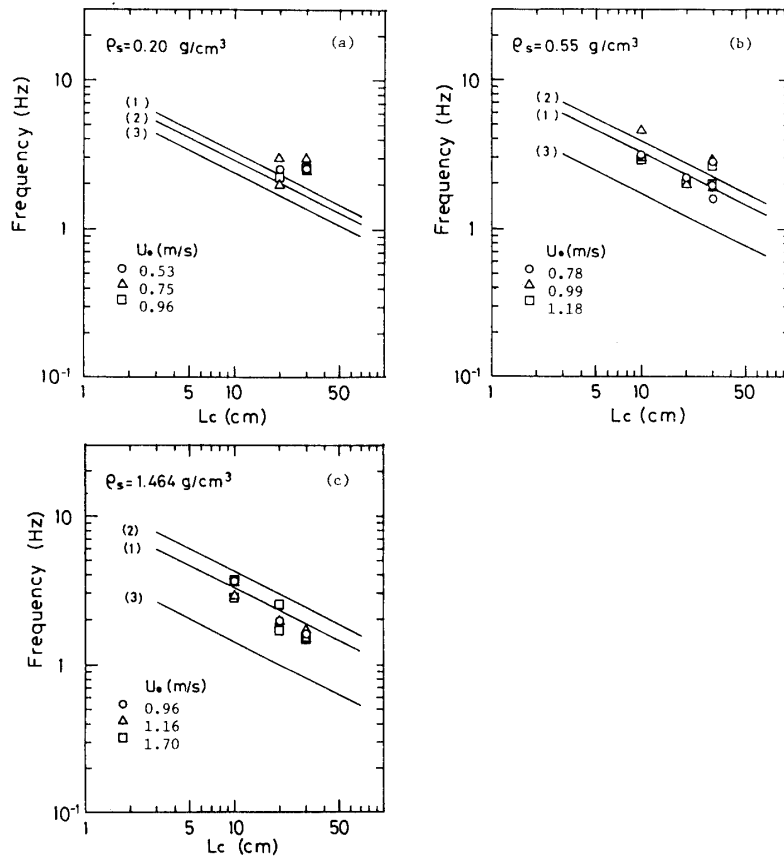 ρs=0.20 g/cm³
(a)
Frequency (Hz)
10
1
10⁻¹
(1)
(2)
(3)
U₀ (m/s)
○ 0.53
△ 0.75
□ 0.96
1
5
10
50
Lc (cm)
ρs=0.55 g/cm³
(b)
Frequency (Hz)
10
1
10⁻¹
(2)
(1)
(3)
U₀ (m/s)
○ 0.78
△ 0.99
□ 1.18
1
5
10
50
Lc (cm)
ρs=1.464 g/cm³
(c)
Frequency (Hz)
10
1
10⁻¹
(2)
(1)
(3)
U₀ (m/s)
○ 0.96
△ 1.16
□ 1.70
1
5
10
50
Lc (cm)